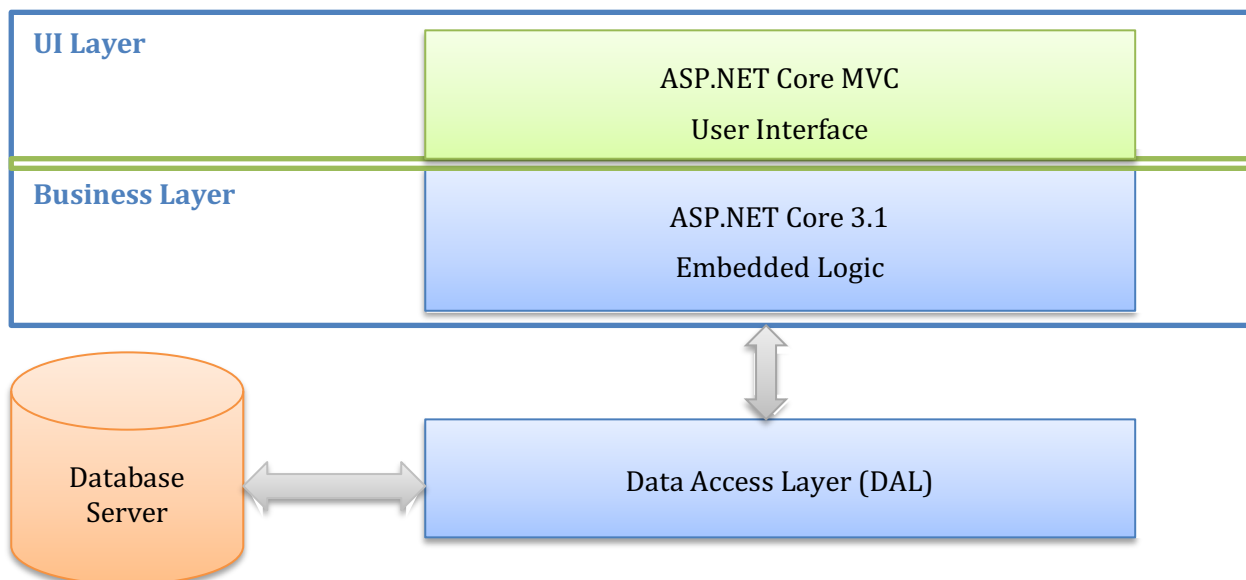 UI Layer
ASP.NET Core MVC
User Interface
Business Layer
ASP.NET Core 3.1
Embedded Logic
Database
Server
Data Access Layer (DAL)